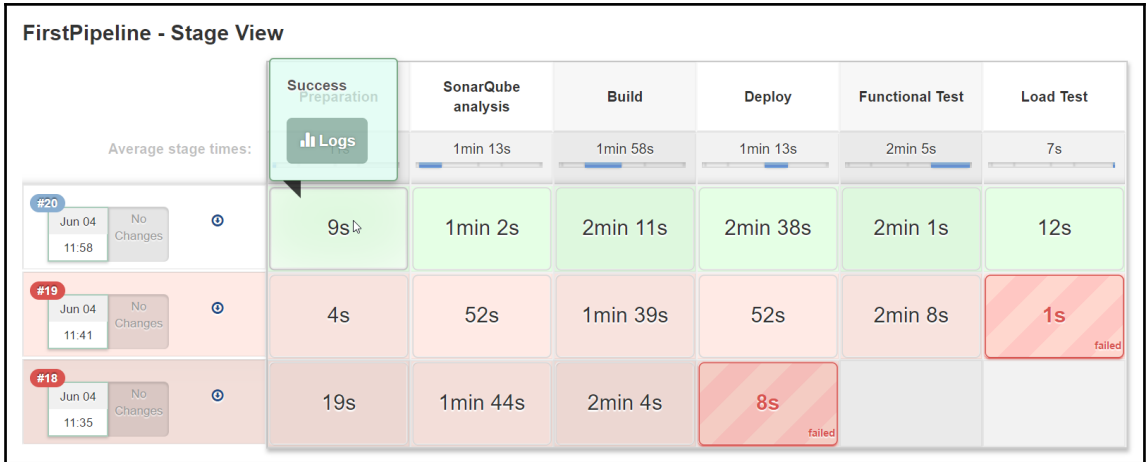 FirstPipeline - Stage View
Success
Preparation
SonarQube
analysis
Build
Deploy
Functional Test
Load Test
Logs
Average stage times:
1min 13s
1min 58s
1min 13s
2min 5s
7s
#20
Jun 04
11:58
No
Changes
9s
1min 2s
2min 11s
2min 38s
2min 1s
12s
#19
Jun 04
11:41
No
Changes
4s
52s
1min 39s
52s
2min 8s
1s
failed
#18
Jun 04
11:35
No
Changes
19s
1min 44s
2min 4s
8s
failed